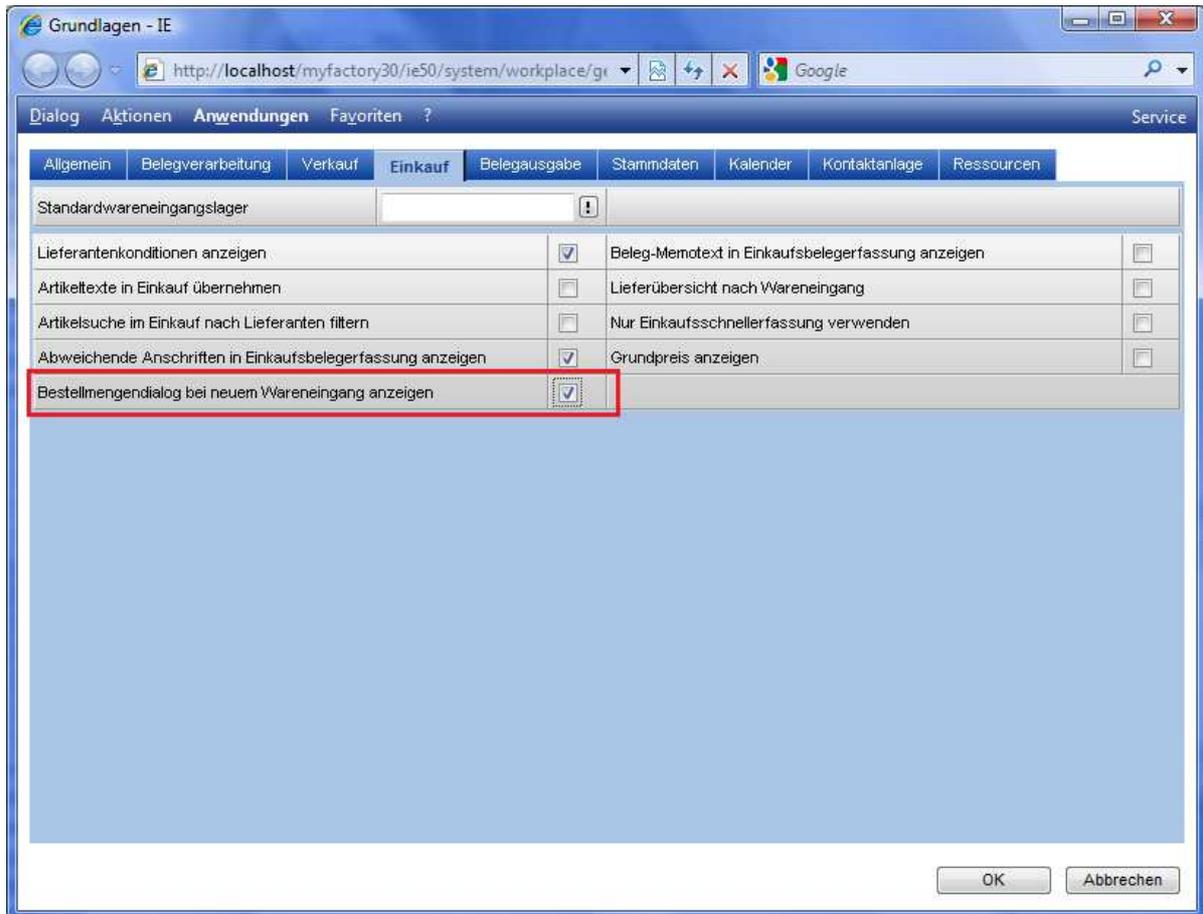 Grundlagen - IE
http://localhost/myfactory30/ie50/system/workplace/ge
Google
Dialog Aktionen Anwendungen Favoriten ? Service
Allgemein Belegverarbeitung Verkauf Einkauf Belegausgabe Stammdaten Kalender Kontaktanlage Ressourcen
Standardwareneingangslager
Lieferantenkonditionen anzeigen Beleg-Memotext in Einkaufsbelegerfassung anzeigen
Artikeltexte in Einkauf übernehmen Lieferübersicht nach Wareneingang
Artikelsuche im Einkauf nach Lieferanten filtern Nur Einkaufsschnellerfassung verwenden
Abweichende Anschriften in Einkaufsbelegerfassung anzeigen Grundpreis anzeigen
Bestellmengendialog bei neuem Wareneingang anzeigen
OK Abbrechen